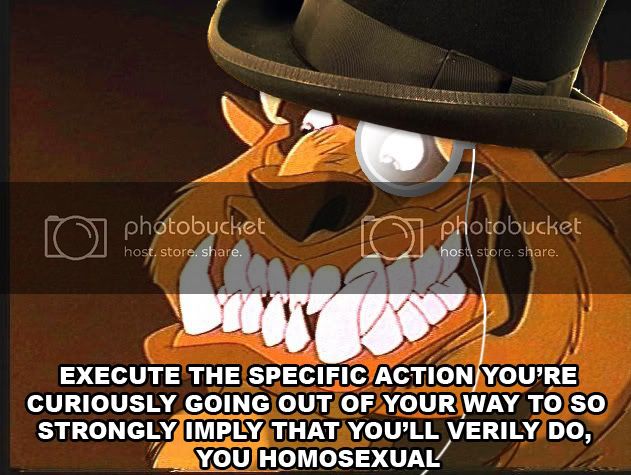 photobucket photobucket
host. store. share. host. store. share.
EXECUTE THE SPECIFIC ACTION YOU'RE
CURIOUSLY GOING OUT OF YOUR WAY TO SO
STRONGLY IMPLY THAT YOU'LL VERILY DO,
YOU HOMOSEXUAL